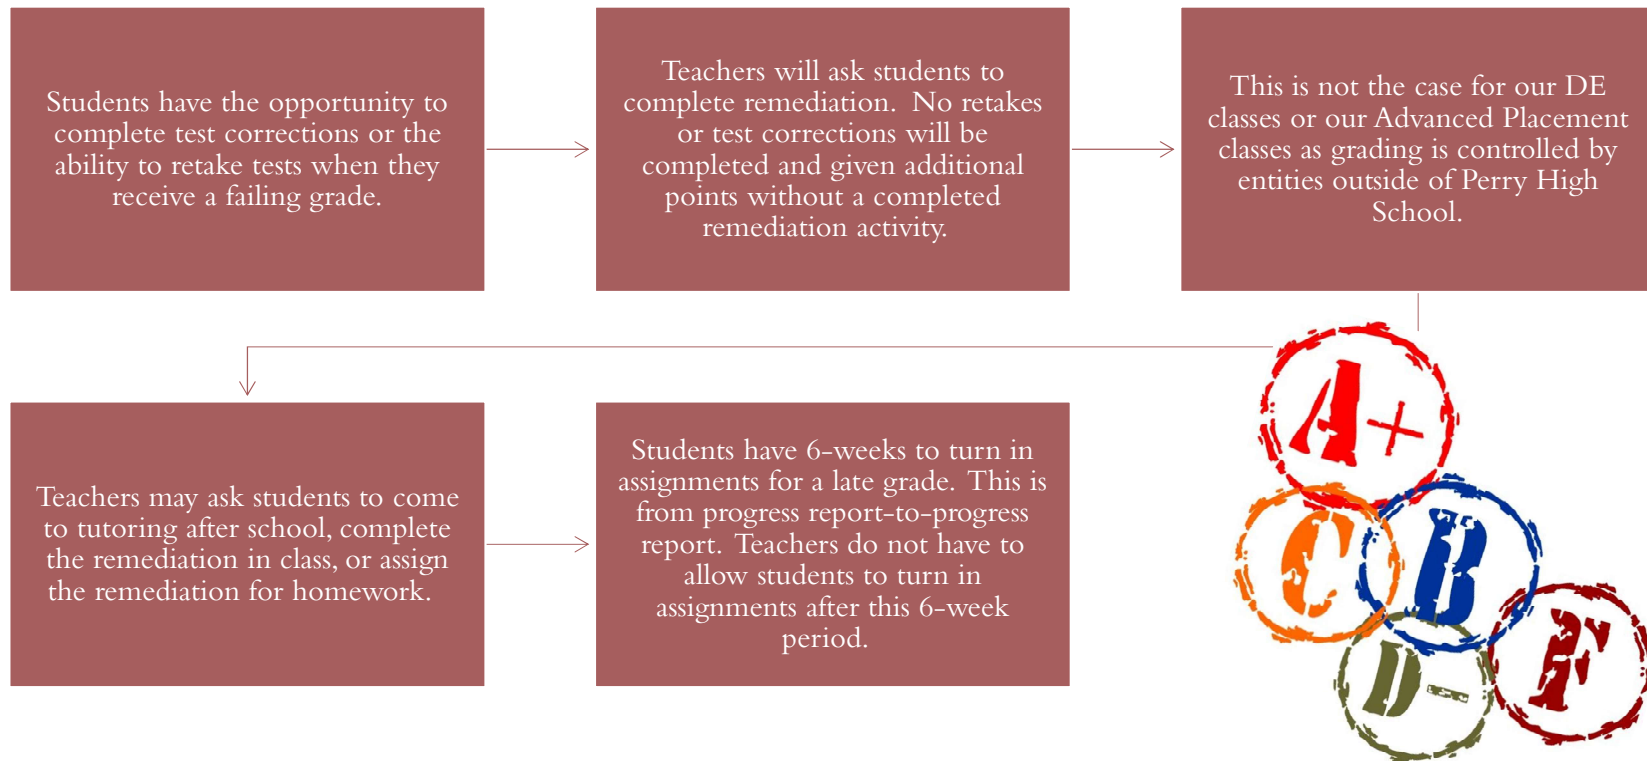 Students have the opportunity to
complete test corrections or the
ability to retake tests when they
receive a failing grade.
Teachers will ask students to
complete remediation.  No retakes
or test corrections will be
completed and given additional
points without a completed
remediation activity.
This is not the case for our DE
classes or our Advanced Placement
classes as grading is controlled by
entities outside of Perry High
School.
Teachers may ask students to come
to tutoring after school, complete
the remediation in class, or assign
the remediation for homework.
Students have 6-weeks to turn in
assignments for a late grade. This is
from progress report-to-progress
report. Teachers do not have to
allow students to turn in
assignments after this 6-week
period.
A+
C
B
D-
F